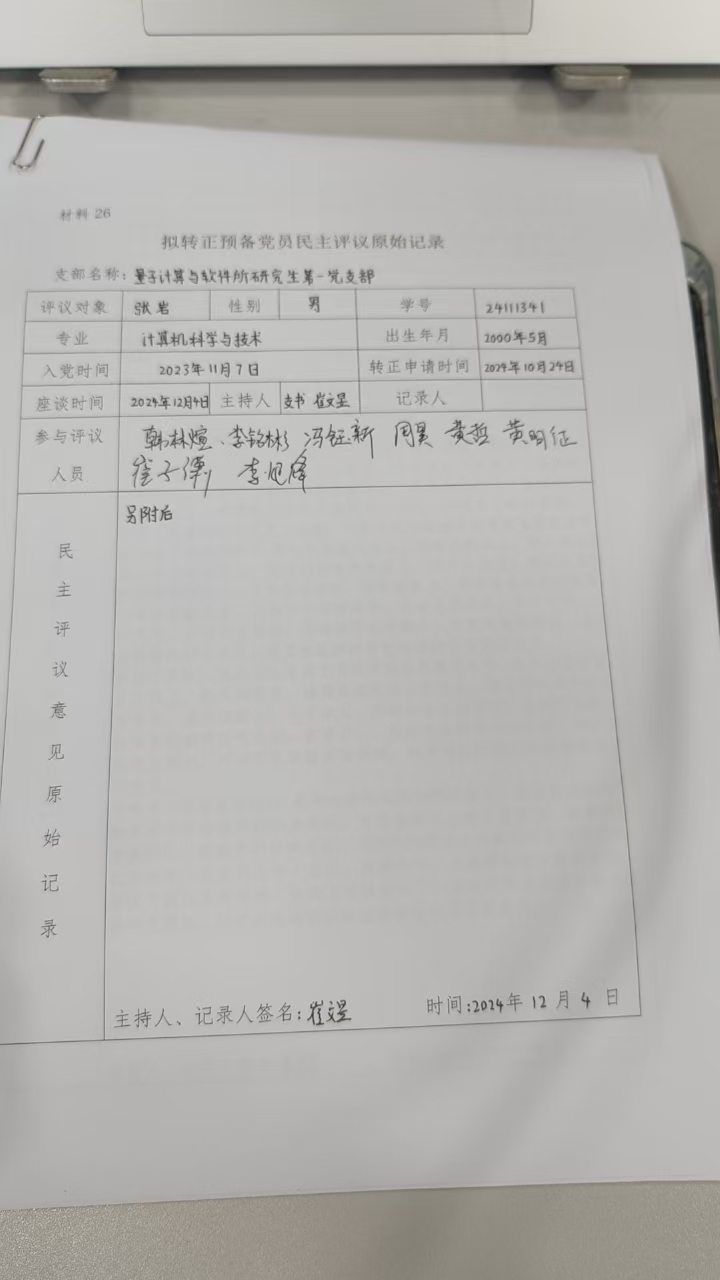 材料 26
拟转正预备党员民主评议原始记录
支部名称：量子计算与软件所研究生第一党支部
评议对象 张岩 性别 男 学号 24111341
专业 计算机科学与技术 出生年月 2000年5月
入党时间 2023年11月7日 转正申请时间 2024年10月24日
座谈时间 2024年12月4日 主持人 支书 崔文昱 记录人
参与评议 韩林煊、李铭彬 冯钰新 周昊 黄哲 黄明征
人员 崔子 李旭峰
另附后
民
主
评
议
意
见
原
始
记
录
主持人、记录人签名：崔文昱 时间：2024年 12 月 4 日